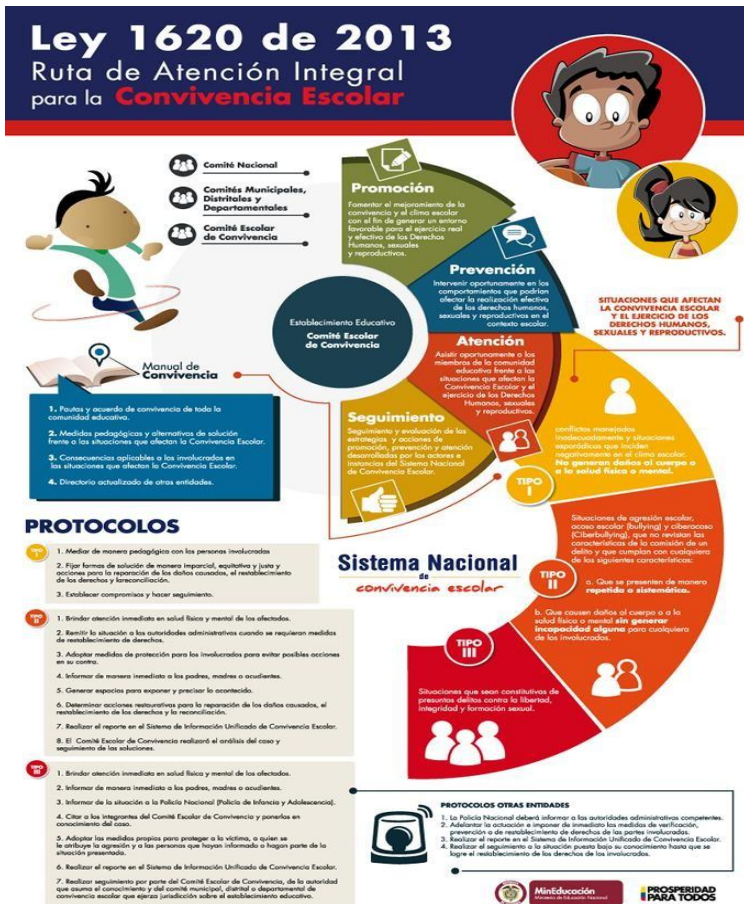 Ley 1620 de 2013
Ruta de Atención Integral
para la Convivencia Escolar
Comité Nacional
Comités Municipales,
Distritales y
Departamentales
Comité Escolar
de Convivencia
Promoción
Fomentar el mejoramiento de la
convivencia y el clima escolar
con el fin de generar un entorno
favorable para el ejercicio real
y efectivo de los Derechos
Humanos, sexuales
y reproductivos.
Prevención
Intervenir oportunamente en los
comportamientos que podrían
afectar la realización efectiva
de los derechos humanos,
sexuales y reproductivos en el
contexto escolar.
Establecimiento Educativo
Comité Escolar
de Convivencia
Atención
Asistir oportunamente a los
miembros de la comunidad
educativa frente a las
situaciones que afectan la
Convivencia Escolar y el
ejercicio de los Derechos
Humanos, sexuales
y reproductivos.
Seguimiento
Seguimiento y evaluación de las
estrategias y acciones de
promoción, prevención y atención
desarrolladas por los actores e
instancias del Sistema Nacional
de Convivencia Escolar.
Manual de
Convivencia
1. Pautas y acuerdo de convivencia de toda la
comunidad educativa.
2. Medidas pedagógicas y alternativas de solución
frente a las situaciones que afectan la Convivencia Escolar.
3. Consecuencias aplicables a los involucrados en
las situaciones que afectan la Convivencia Escolar.
4. Directorio actualizado de otras entidades.
SITUACIONES QUE AFECTAN
LA CONVIVENCIA ESCOLAR
Y EL EJERCICIO DE LOS
DERECHOS HUMANOS,
SEXUALES Y REPRODUCTIVOS.
conflictos manejados
inadecuadamente y situaciones
esporádicas que inciden
negativamente en el clima escolar.
No generan daños al cuerpo o
a la salud física o mental.
TIPO
I
Situaciones de agresión escolar,
acoso escolar (bullying) y ciberacoso
(Ciberbullying), que no revistan las
características de la comisión de un
delito y que cumplan con cualquiera
de las siguientes características:
a. Que se presenten de manera
repetida o sistemática.
b. Que causen daños al cuerpo o a la
salud física o mental sin generar
incapacidad alguna para cualquiera
de los involucrados.
TIPO
II
TIPO
III
Situaciones que sean constitutivas de
presuntos delitos contra la libertad,
integridad y formación sexual.
Sistema Nacional
de
convivencia escolar
PROTOCOLOS
TIPO
I
1. Mediar de manera pedagógica con las personas involucradas
2. Fijar formas de solución de manera imparcial, equitativa y justa y
acciones para la reparación de los daños causados, el restablecimiento
de los derechos y lareconciliación.
3. Establecer compromisos y hacer seguimiento.
TIPO
II
1. Brindar atención inmediata en salud física y mental de los afectados.
2. Remitir la situación a las autoridades administrativas cuando se requieran medidas
de restablecimiento de derechos.
3. Adoptar medidas de protección para los involucrados para evitar posibles acciones
en su contra.
4. Informar de manera inmediata a los padres, madres o acudientes.
5. Generar espacios para exponer y precisar lo acontecido.
6. Determinar acciones restaurativas para la reparación de los daños causados, el
restablecimiento de los derechos y la reconciliación.
7. Realizar el reporte en el Sistema de Información Unificado de Convivencia Escolar.
8. El Comité Escolar de Convivencia realizará el análisis del caso y
seguimiento de las soluciones.
TIPO
III
1. Brindar atención inmediata en salud física y mental de los afectados.
2. Informar de manera inmediata a los padres, madres o acudientes.
3. Informar de la situación a la Policía Nacional (Policía de Infancia y Adolescencia).
4. Citar a los integrantes del Comité Escolar de Convivencia y ponerlos en
conocimiento del caso.
5. Adoptar las medidas propias para proteger a la víctima, a quien se
le atribuye la agresión y a las personas que hayan informado o hagan parte de la
situación presentada.
6. Realizar el reporte en el Sistema de Información Unificado de Convivencia Escolar.
7. Realizar seguimiento por parte del Comité Escolar de Convivencia, de la autoridad
que asuma el conocimiento y del comité municipal, distrital o departamental de
convivencia escolar que ejerza jurisdicción sobre el establecimiento educativo.
PROTOCOLOS OTRAS ENTIDADES
1. La Policía Nacional deberá informar a las autoridades administrativas competentes.
2. Adelantar la actuación e imponer de inmediato las medidas de verificación,
prevención o de restablecimiento de derechos de las partes involucradas.
3. Realizar el reporte en el Sistema de Información Unificado de Convivencia Escolar.
4. Realizar el seguimiento a la situación puesta bajo su conocimiento hasta que se
logre el restablecimiento de los derechos de los involucrados.
MinEducación
Ministerio de Educación Nacional
PROSPERIDAD
PARA TODOS